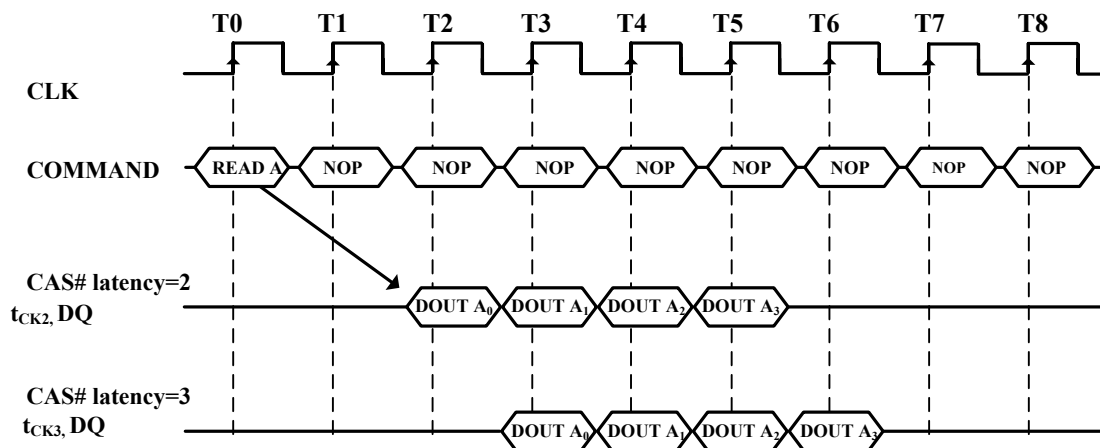 T0 T1 T2 T3 T4 T5 T6 T7 T8
CLK
COMMAND READ A NOP NOP NOP NOP NOP NOP NOP NOP
CAS# latency=2
t_CK2, DQ DOUT A₀ DOUT A₁ DOUT A₂ DOUT A₃
CAS# latency=3
t_CK3, DQ DOUT A₀ DOUT A₁ DOUT A₂ DOUT A₃